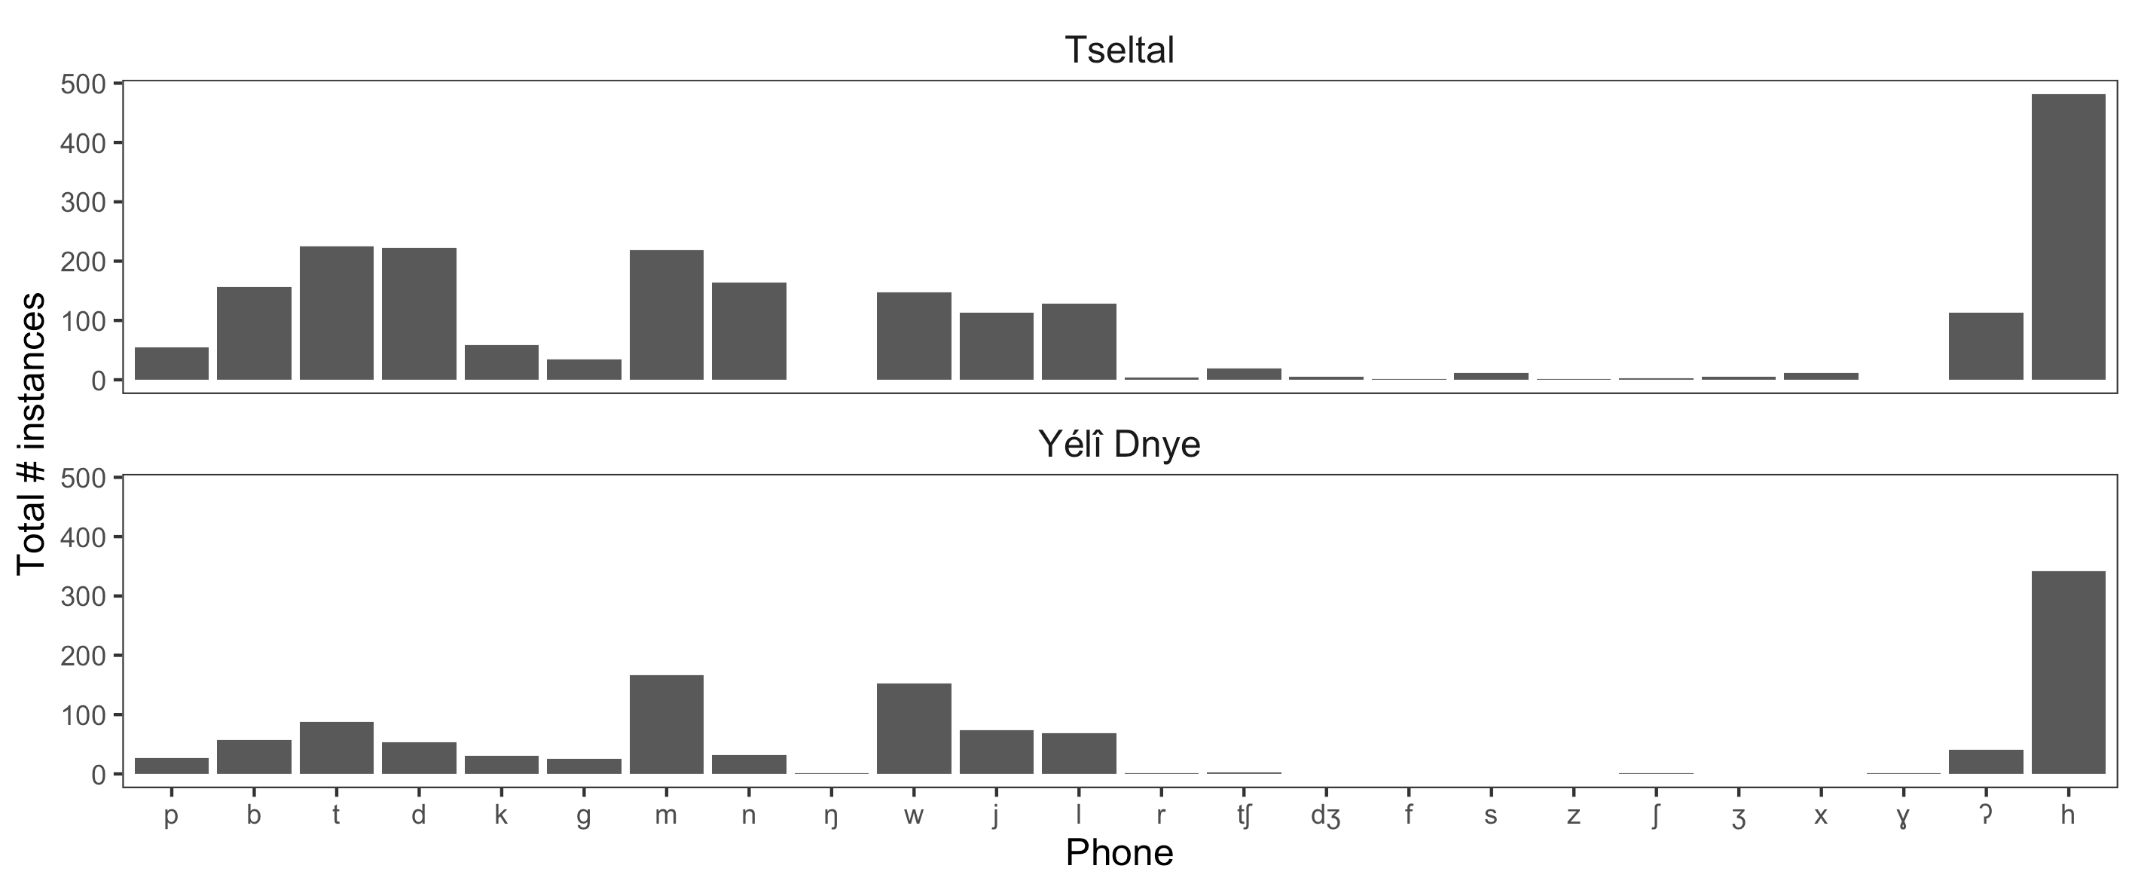 Tseltal
500
400
300
200
100
0
Yélî Dnye
500
400
300
200
100
0
p b t d k g m n ŋ w j l r tʃ dʒ f s z ʃ ʒ x ɣ ʔ h
Phone
Total # instances